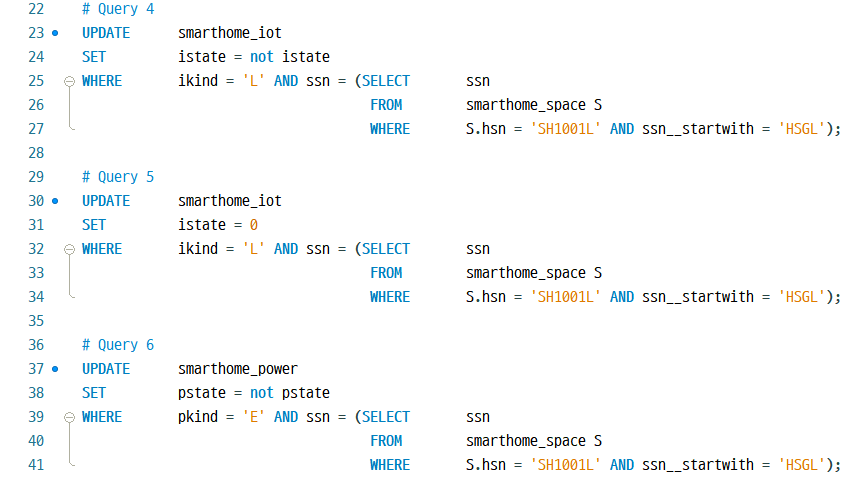 22 # Query 4
23 UPDATE smarthome_iot
24 SET istate = not istate
25 WHERE ikind = 'L' AND ssn = (SELECT ssn
26 FROM smarthome_space S
27 WHERE S.hsn = 'SH1001L' AND ssn__startwith = 'HSGL');
28
29 # Query 5
30 UPDATE smarthome_iot
31 SET istate = 0
32 WHERE ikind = 'L' AND ssn = (SELECT ssn
33 FROM smarthome_space S
34 WHERE S.hsn = 'SH1001L' AND ssn__startwith = 'HSGL');
35
36 # Query 6
37 UPDATE smarthome_power
38 SET pstate = not pstate
39 WHERE pkind = 'E' AND ssn = (SELECT ssn
40 FROM smarthome_space S
41 WHERE S.hsn = 'SH1001L' AND ssn__startwith = 'HSGL');